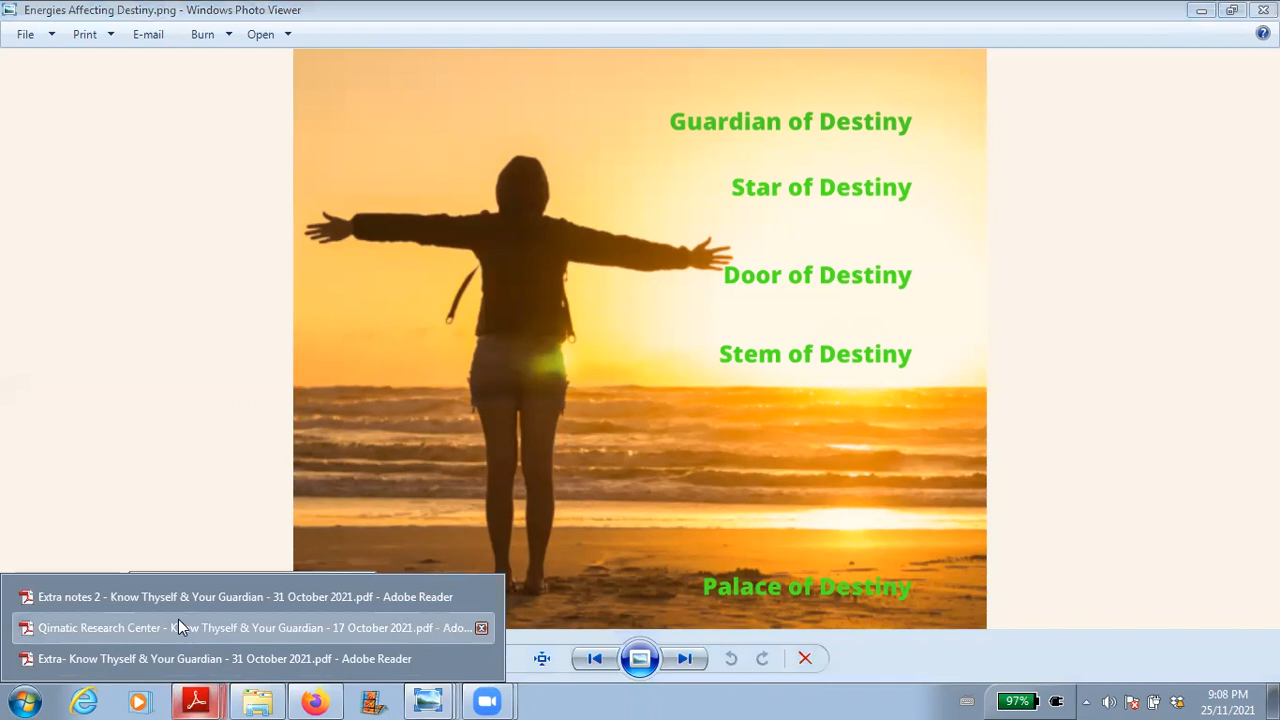 Energies Affecting Destiny.png - Windows Photo Viewer
File Print E-mail Burn Open
Guardian of Destiny
Star of Destiny
Door of Destiny
Stem of Destiny
Palace of Destiny
Extra notes 2 - Know Thyself & Your Guardian - 31 October 2021.pdf - Adobe Reader
Qimatic Research Center - Know Thyself & Your Guardian - 17 October 2021.pdf - Ado...
Extra- Know Thyself & Your Guardian - 31 October 2021.pdf - Adobe Reader
97%
9:08 PM
25/11/2021